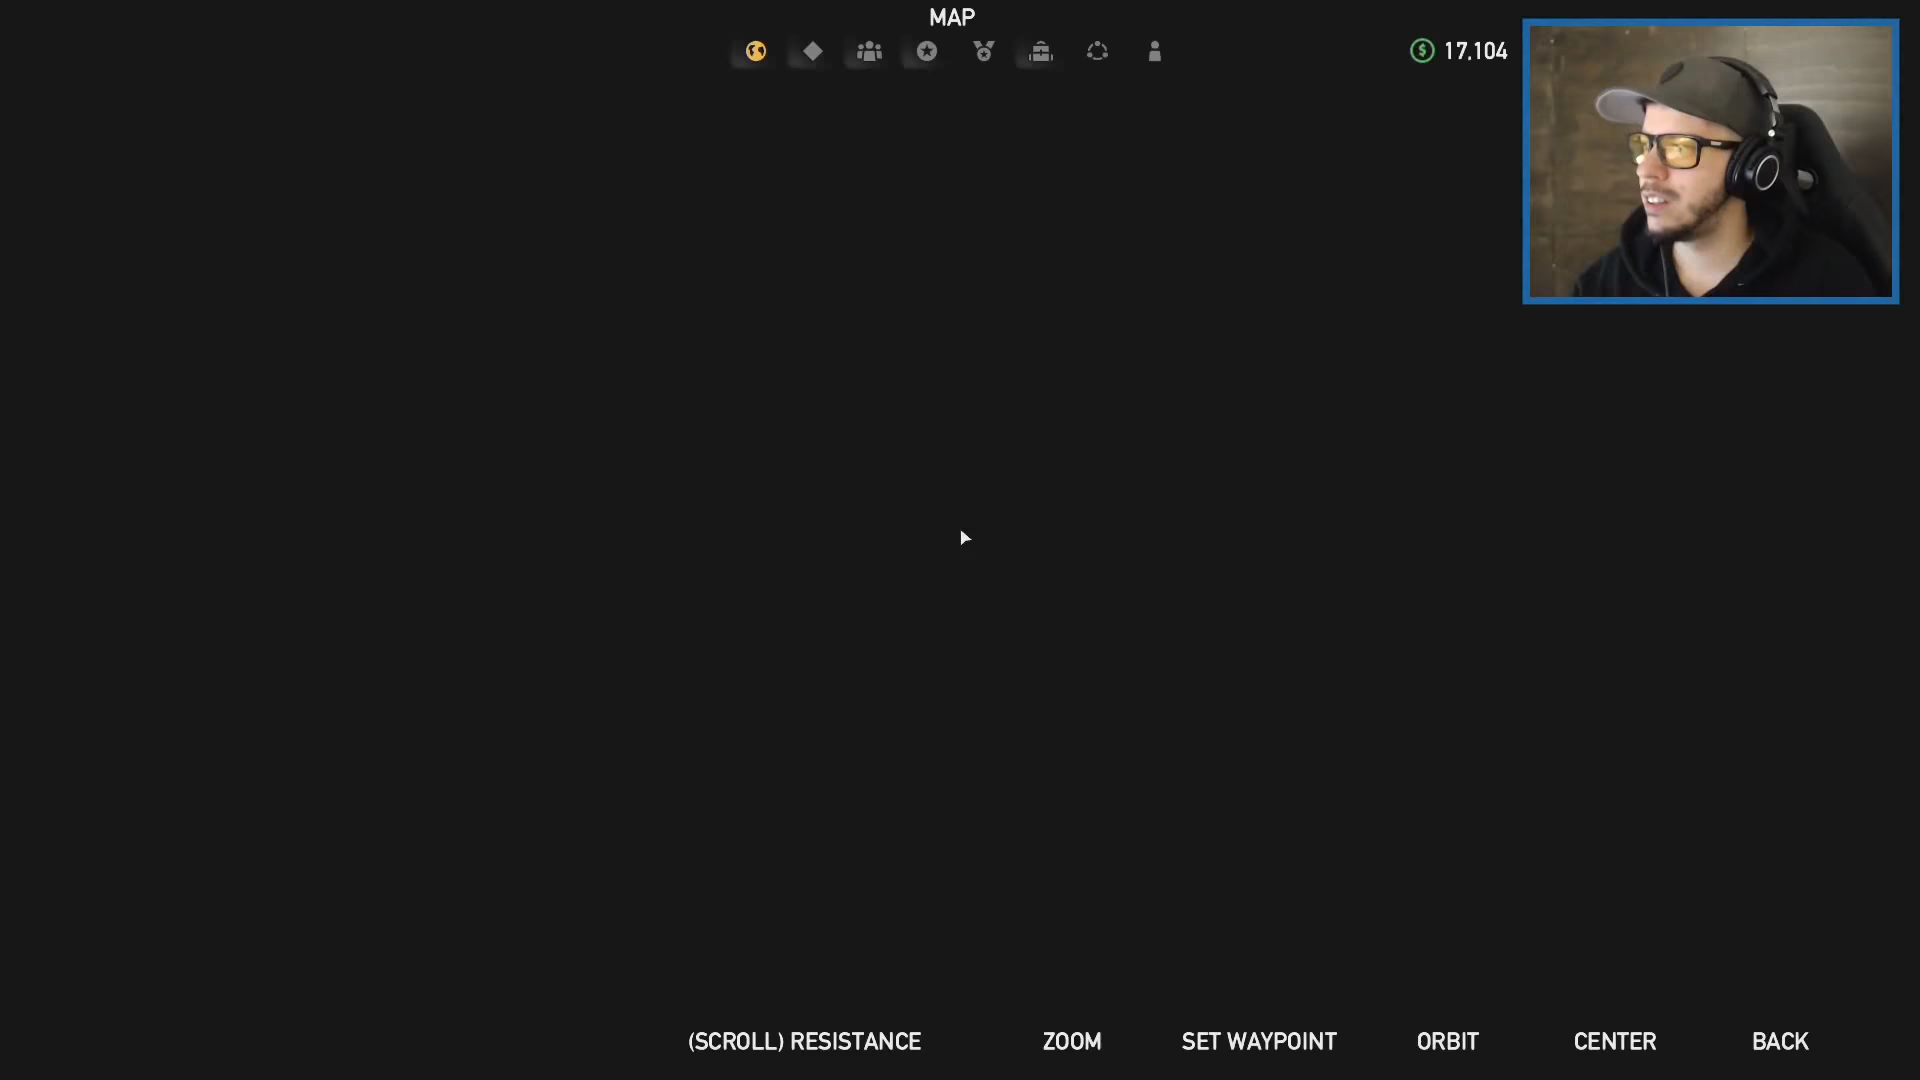 MAP
$ 17,104
(SCROLL) RESISTANCE
ZOOM
SET WAYPOINT
ORBIT
CENTER
BACK